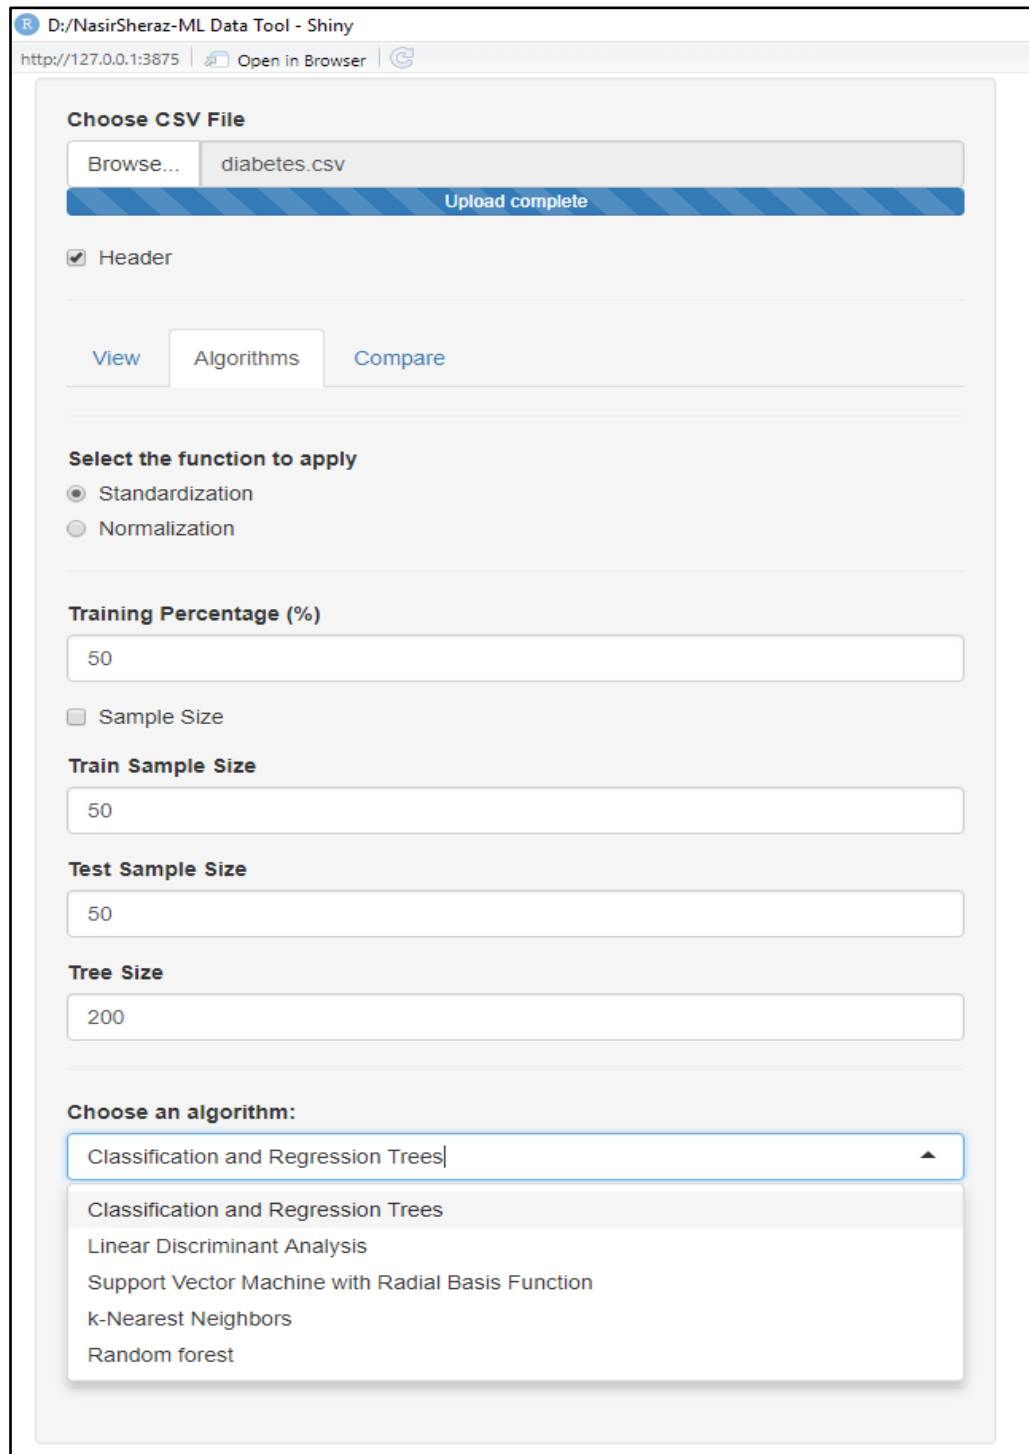 R D:/NasirSheraz-ML Data Tool - Shiny
http://127.0.0.1:3875 Open in Browser
Choose CSV File
Browse... diabetes.csv
Upload complete
Header
View Algorithms Compare
Select the function to apply
Standardization
Normalization
Training Percentage (%)
50
Sample Size
Train Sample Size
50
Test Sample Size
50
Tree Size
200
Choose an algorithm:
Classification and Regression Trees
Classification and Regression Trees
Linear Discriminant Analysis
Support Vector Machine with Radial Basis Function
k-Nearest Neighbors
Random forest